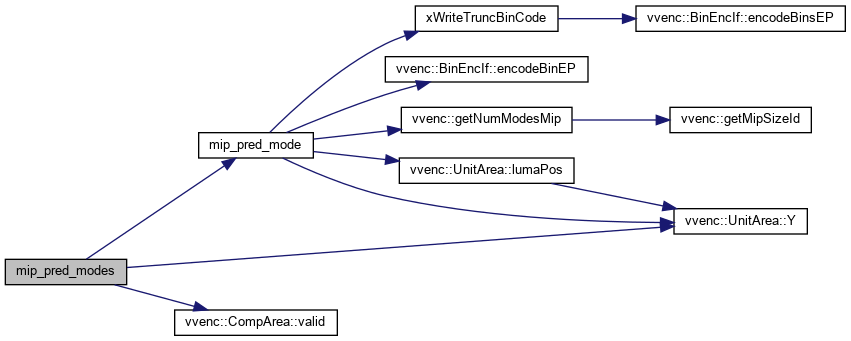 xWriteTruncBinCode
vvenc::BinEncIf::encodeBinsEP
vvenc::BinEncIf::encodeBinEP
vvenc::getNumModesMip
vvenc::getMipSizeId
mip_pred_mode
vvenc::UnitArea::lumaPos
vvenc::UnitArea::Y
mip_pred_modes
vvenc::CompArea::valid